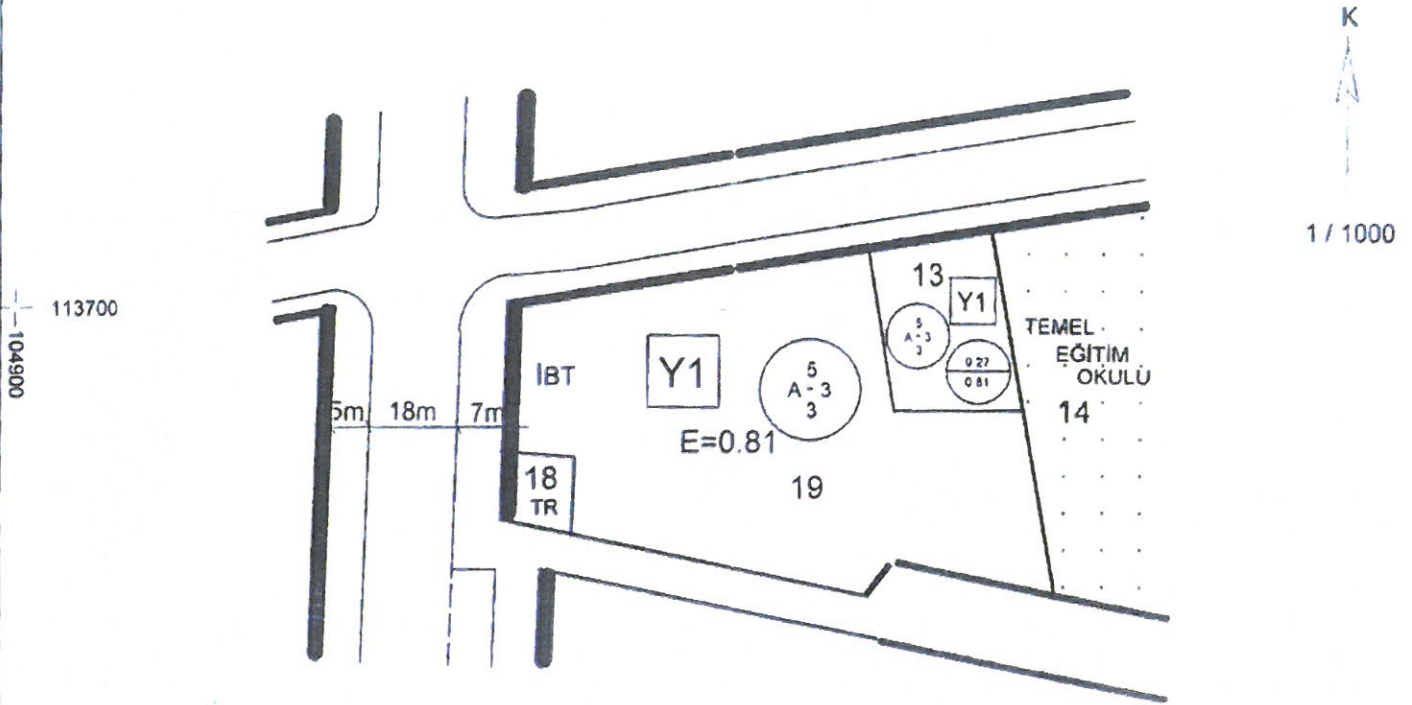 K
1 / 1000
113700
104900
13
Y1
5
A - 3
3
0.27
0.81
TEMEL
EĞİTİM
OKULU
14
İBT
Y1
5
A - 3
3
E=0.81
19
5m
18m
7m
18
TR